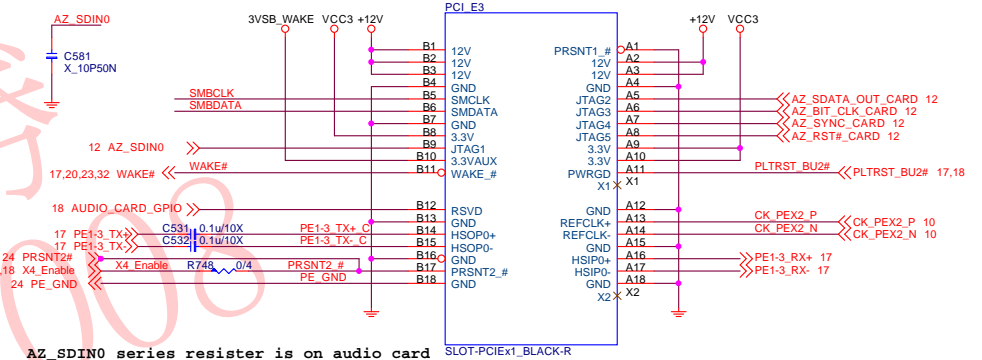 PCI_E3
AZ_SDIN0
3VSB_WAKE VCC3 +12V
+12V VCC3
C581
X_10P50N
B1 12V PRSNT1_# A1
B2 12V 12V A2
B3 12V 12V A3
B4 GND GND A4
SMBCLK B5 SMCLK JTAG2 A5 AZ_SDATA_OUT_CARD 12
SMBDATA B6 SMDATA JTAG3 A6 AZ_BIT_CLK_CARD 12
B7 GND JTAG4 A7 AZ_SYNC_CARD 12
B8 3.3V JTAG5 A8 AZ_RST#_CARD 12
12 AZ_SDIN0 B9 JTAG1 3.3V A9
B10 3.3VAUX 3.3V A10
17,20,23,32 WAKE# WAKE# B11 WAKE_# PWRGD A11 PLTRST_BU2# PLTRST_BU2# 17,18
X1 X1
18 AUDIO_CARD_GPIO B12 RSVD GND A12
B13 GND REFCLK+ A13 CK_PEX2_P CK_PEX2_P 10
17 PE1-3_TX+ C531 0.1u/10X PE1-3_TX+_C B14 HSOP0+ REFCLK- A14 CK_PEX2_N CK_PEX2_N 10
17 PE1-3_TX- C532 0.1u/10X PE1-3_TX-_C B15 HSOP0- GND A15
24 PRSNT2# B16 GND HSIP0+ A16 PE1-3_RX+ 17
,18 X4_Enable X4_Enable R748 0/4 PRSNT2_# B17 PRSNT2_# HSIP0- A17 PE1-3_RX- 17
24 PE_GND PE_GND B18 GND GND A18
X2 X2
AZ_SDIN0 series resister is on audio card
SLOT-PCIEx1_BLACK-R